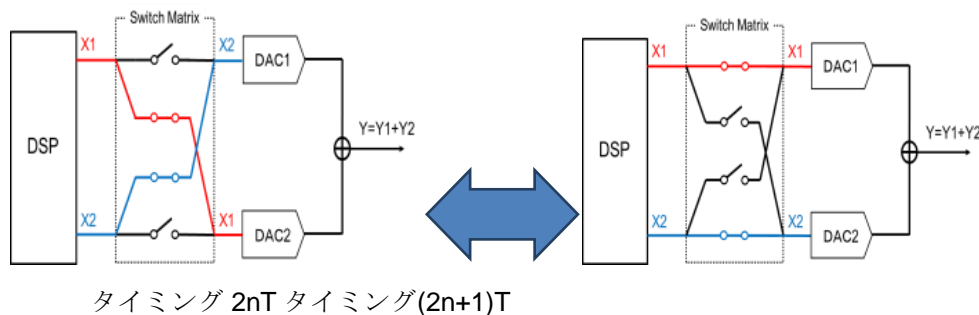 Switch Matrix
X1
X2
DAC1
DSP
Y=Y1+Y2
X2
X1
DAC2
Switch Matrix
X1
X1
DAC1
DSP
Y=Y1+Y2
X2
X2
DAC2
タイミング 2nT タイミング(2n+1)T